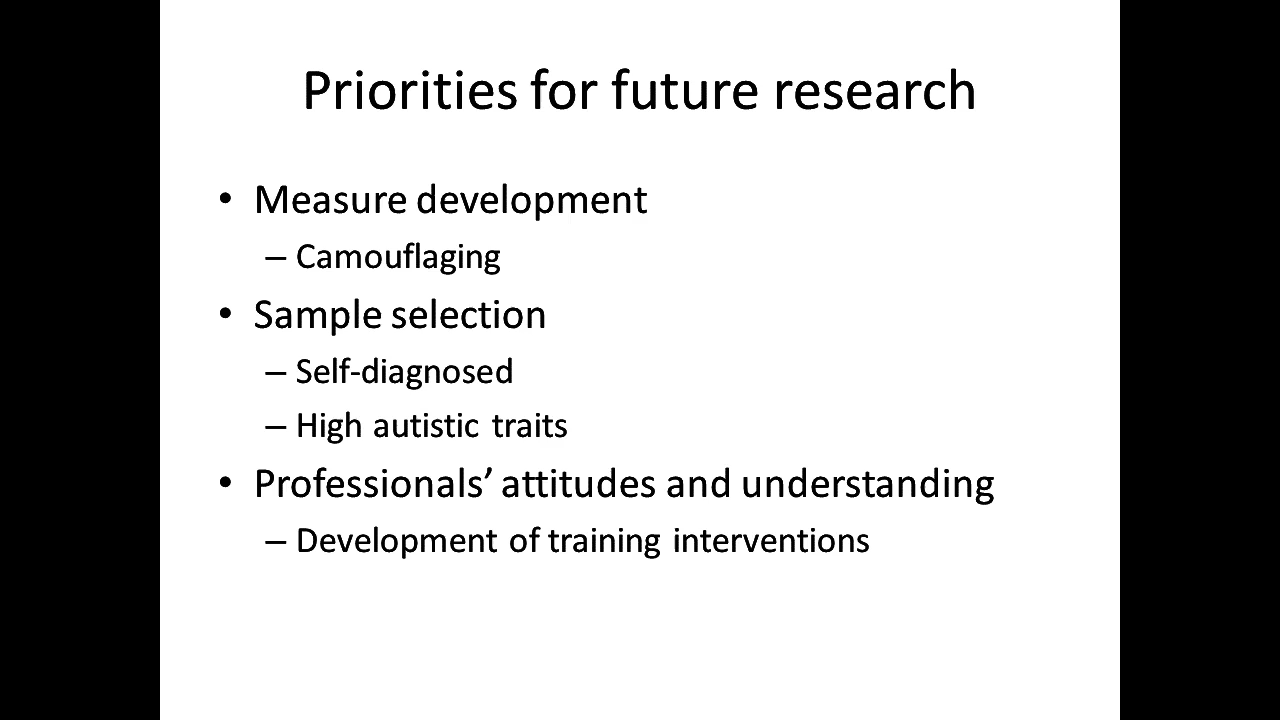 Priorities for future research
• Measure development
– Camouflaging
• Sample selection
– Self-diagnosed
– High autistic traits
• Professionals’ attitudes and understanding
– Development of training interventions